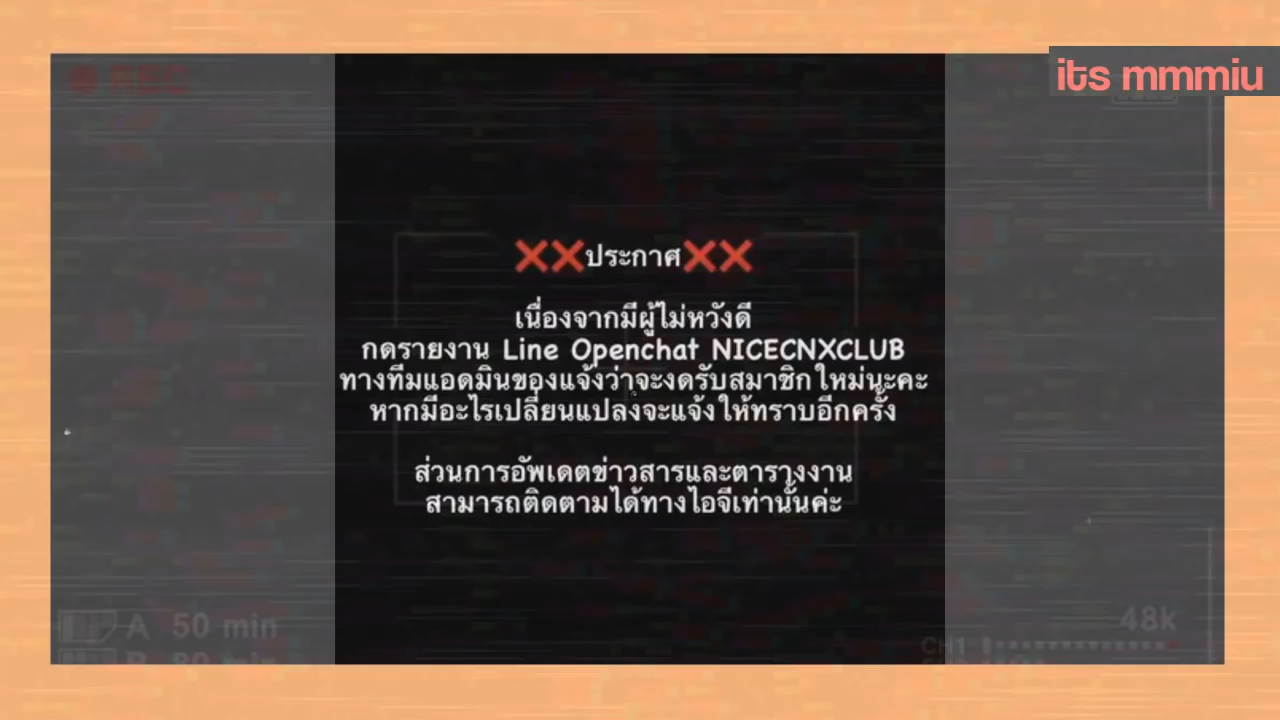 REC
its mmmiu
❌❌ประกาศ❌❌
เนื่องจากมีผู้ไม่หวังดี
กดรายงาน Line Openchat NICECNXCLUB
ทางทีมแอดมินของแจ้งว่าจะงดรับสมาชิกใหม่นะคะ
หากมีอะไรเปลี่ยนแปลงจะแจ้งให้ทราบอีกครั้ง
ส่วนการอัพเดตข่าวสารและตารางงาน
สามารถติดตามได้ทางไอจีเท่านั้นค่ะ
A 50 min
48k
CH1